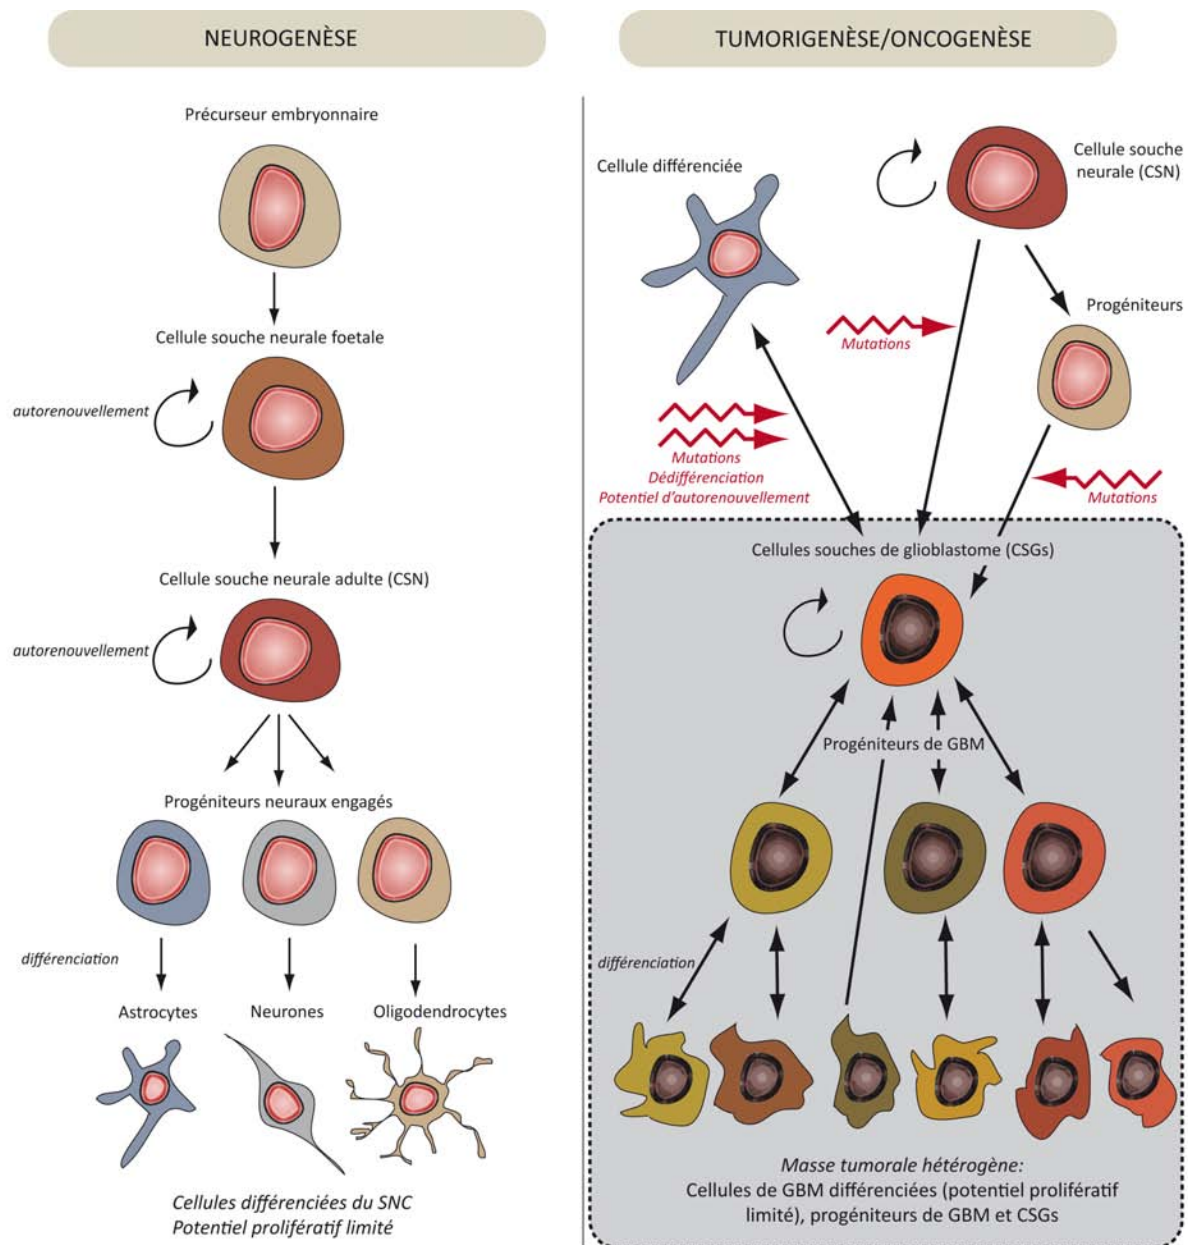 NEUROGENÈSE
Précurseur embryonnaire
Cellule souche neurale foetale
autorenouvellement
Cellule souche neurale adulte (CSN)
autorenouvellement
Progéniteurs neuraux engagés
différenciation
Astrocytes
Neurones
Oligodendrocytes
Cellules différenciées du SNC
Potentiel prolifératif limité
TUMORIGENÈSE/ONCOGENÈSE
Cellule différenciée
Cellule souche
neurale (CSN)
Progéniteurs
Mutations
Mutations
Dédifférenciation
Potentiel d'autorenouvellement
Mutations
Cellules souches de glioblastome (CSGs)
Progéniteurs de GBM
différenciation
Masse tumorale hétérogène:
Cellules de GBM différenciées (potentiel prolifératif
limité), progéniteurs de GBM et CSGs